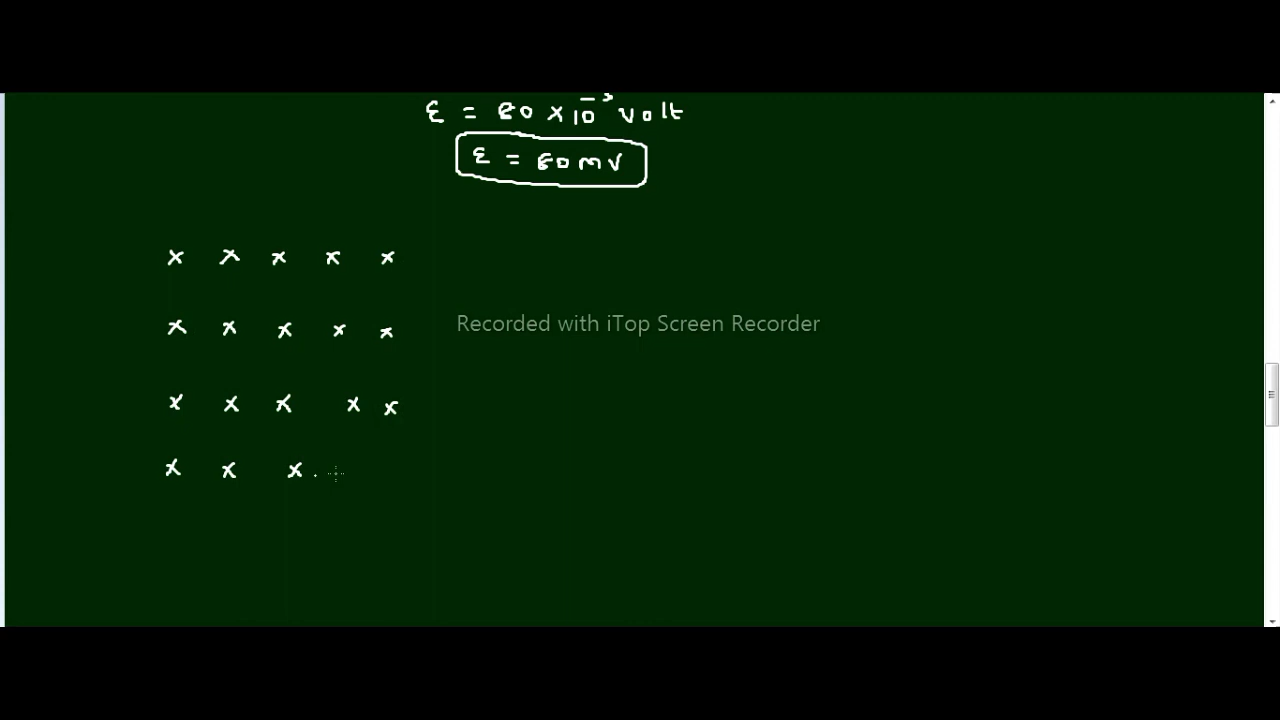 ε = 80 × 10⁻³ volt
ε = 80 mv
× × × × ×
Recorded with iTop Screen Recorder
× × × × ×
× × × × ×
× × × .